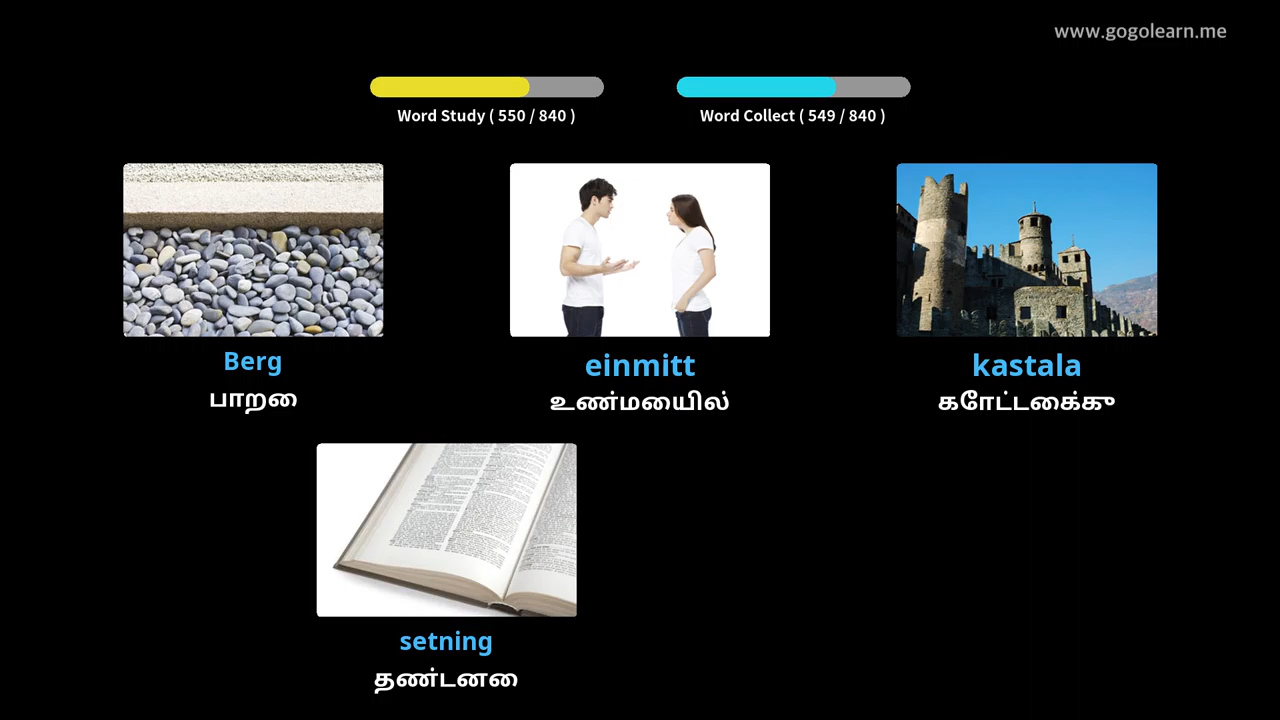 www.gogolearn.me
Word Study ( 550 / 840 )
Word Collect ( 549 / 840 )
Berg
பாறை
einmitt
உண்மையில்
kastala
கோட்டைக்கு
setning
தண்டனை